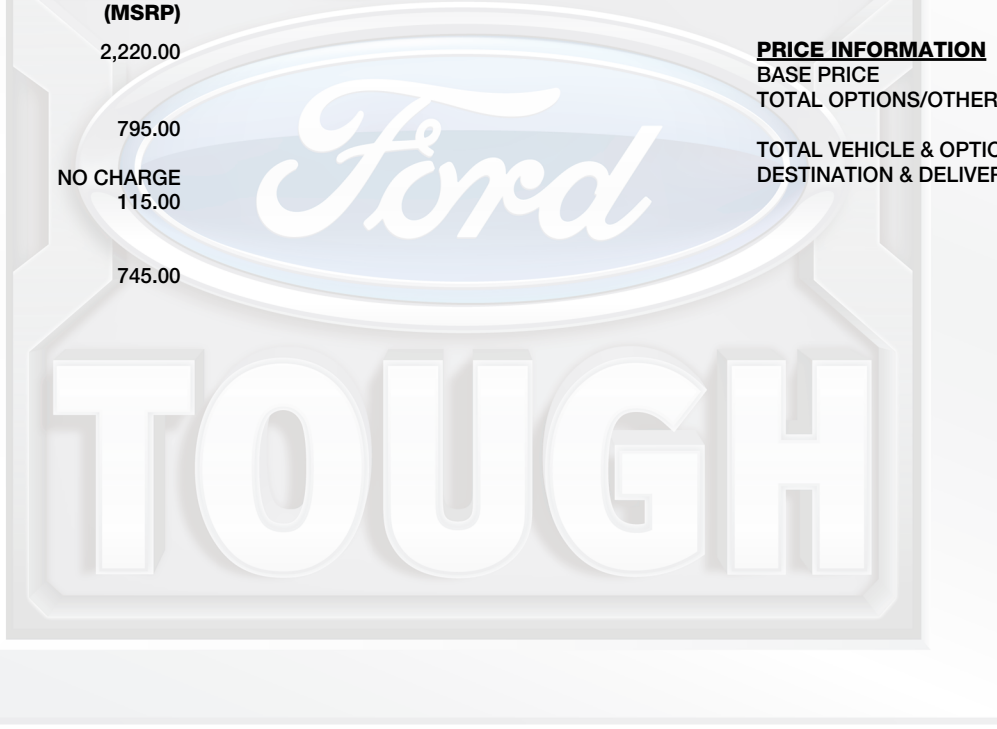 (MSRP)
2,220.00
795.00
NO CHARGE
115.00
745.00
PRICE INFORMATION
BASE PRICE
TOTAL OPTIONS/OTHER
TOTAL VEHICLE & OPTIO
DESTINATION & DELIVER
Ford
TOUGH